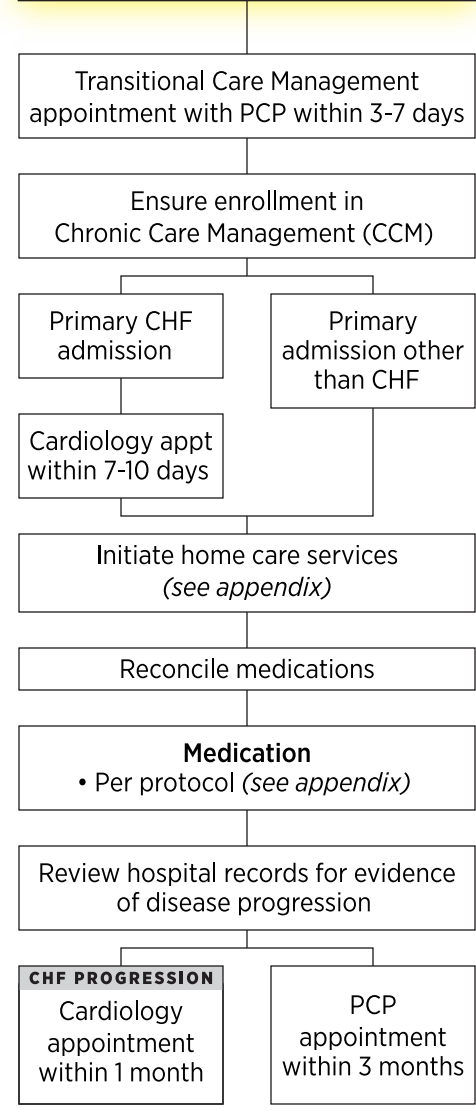 Transitional Care Management
appointment with PCP within 3-7 days
Ensure enrollment in
Chronic Care Management (CCM)
Primary CHF
admission
Primary
admission other
than CHF
Cardiology appt
within 7-10 days
Initiate home care services
(see appendix)
Reconcile medications
Medication
• Per protocol (see appendix)
Review hospital records for evidence
of disease progression
CHF PROGRESSION
Cardiology
appointment
within 1 month
PCP
appointment
within 3 months